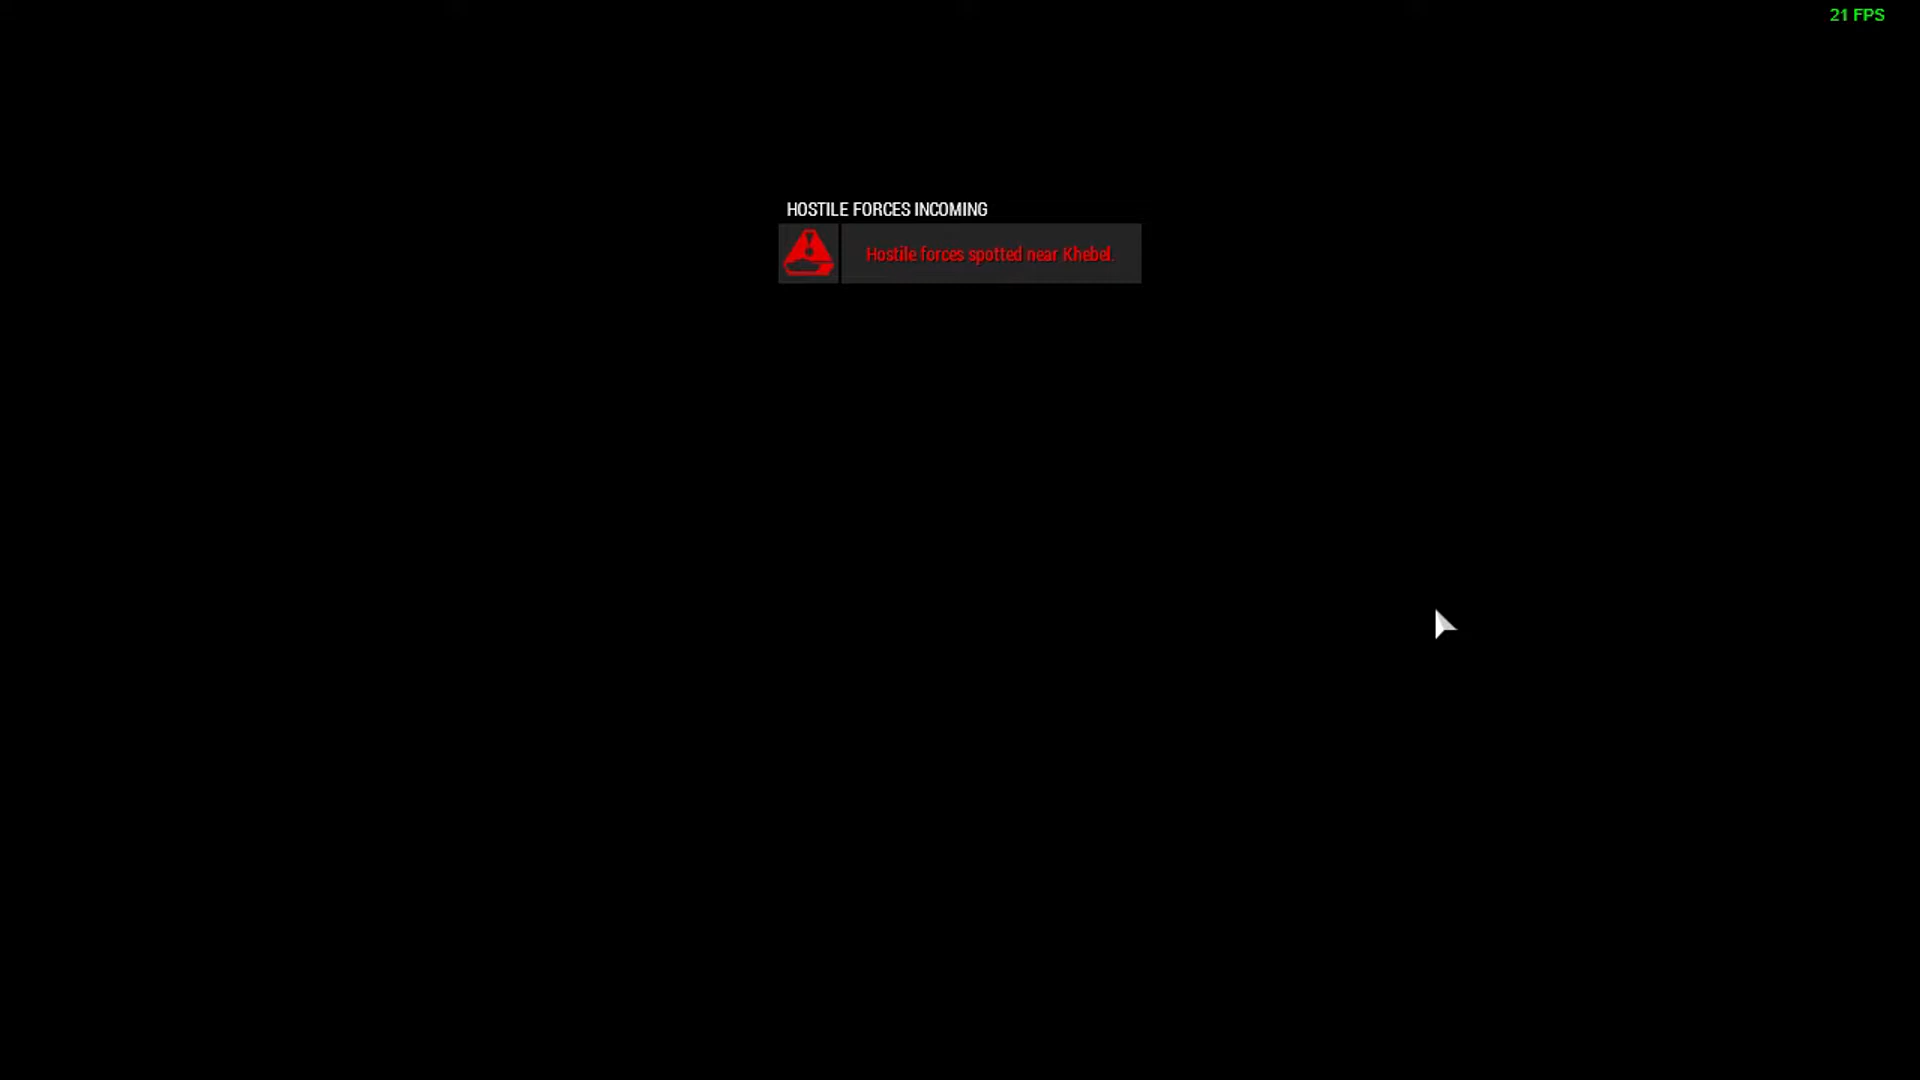 21 FPS
HOSTILE FORCES INCOMING
Hostile forces spotted near Khebel.